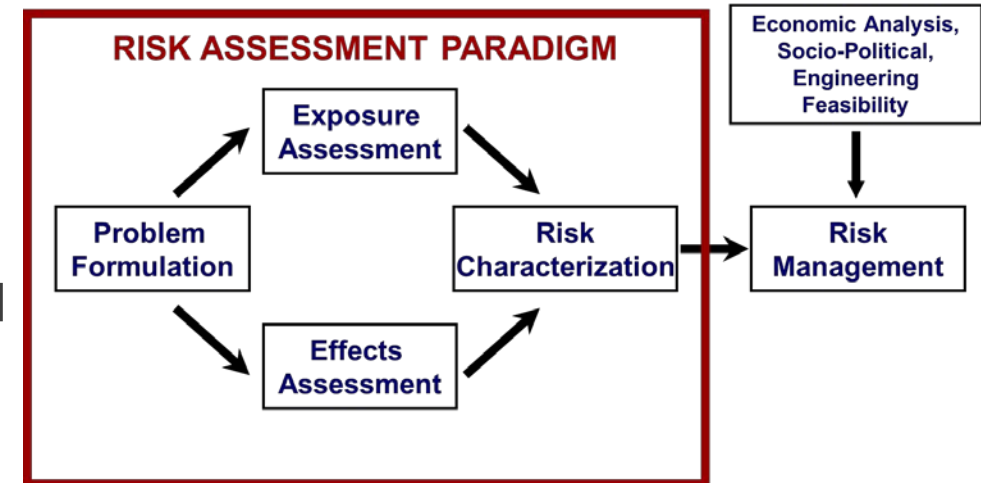 RISK ASSESSMENT PARADIGM
Economic Analysis,
Socio-Political,
Engineering
Feasibility
Exposure
Assessment
Problem
Formulation
Risk
Characterization
Risk
Management
Effects
Assessment